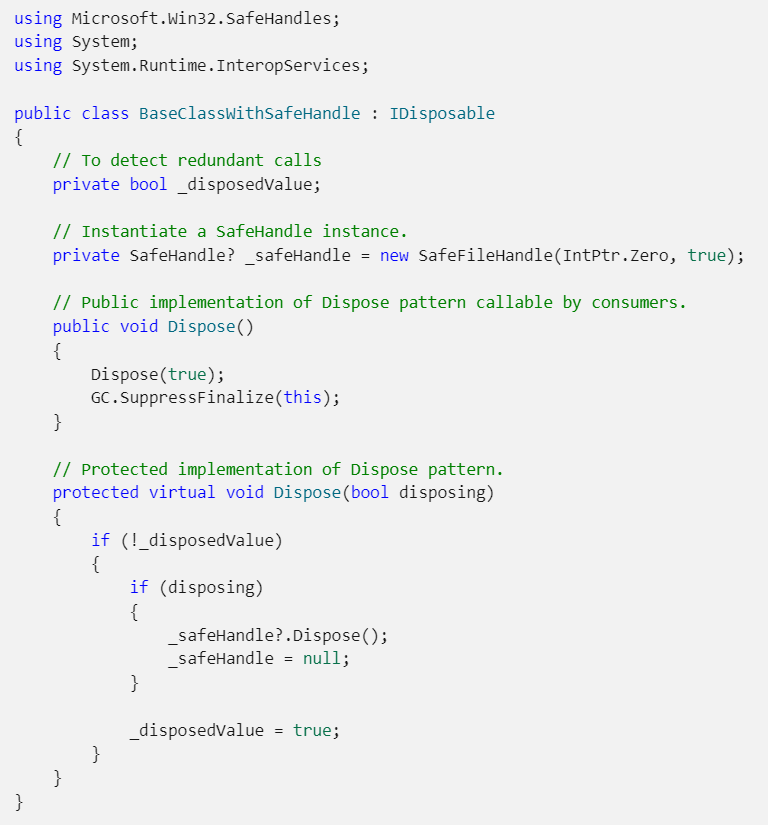 using Microsoft.Win32.SafeHandles;
using System;
using System.Runtime.InteropServices;

public class BaseClassWithSafeHandle : IDisposable
{
    // To detect redundant calls
    private bool _disposedValue;

    // Instantiate a SafeHandle instance.
    private SafeHandle? _safeHandle = new SafeFileHandle(IntPtr.Zero, true);

    // Public implementation of Dispose pattern callable by consumers.
    public void Dispose()
    {
        Dispose(true);
        GC.SuppressFinalize(this);
    }

    // Protected implementation of Dispose pattern.
    protected virtual void Dispose(bool disposing)
    {
        if (!_disposedValue)
        {
            if (disposing)
            {
                _safeHandle?.Dispose();
                _safeHandle = null;
            }

            _disposedValue = true;
        }
    }
}